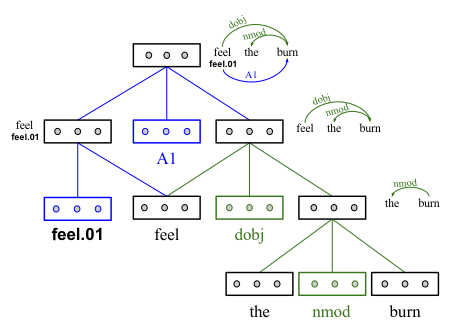 dobj
nmod
feel the burn
feel.01
A1
feel
feel.01
A1
dobj
nmod
feel the burn
feel.01 feel dobj
nmod
the burn
the nmod burn